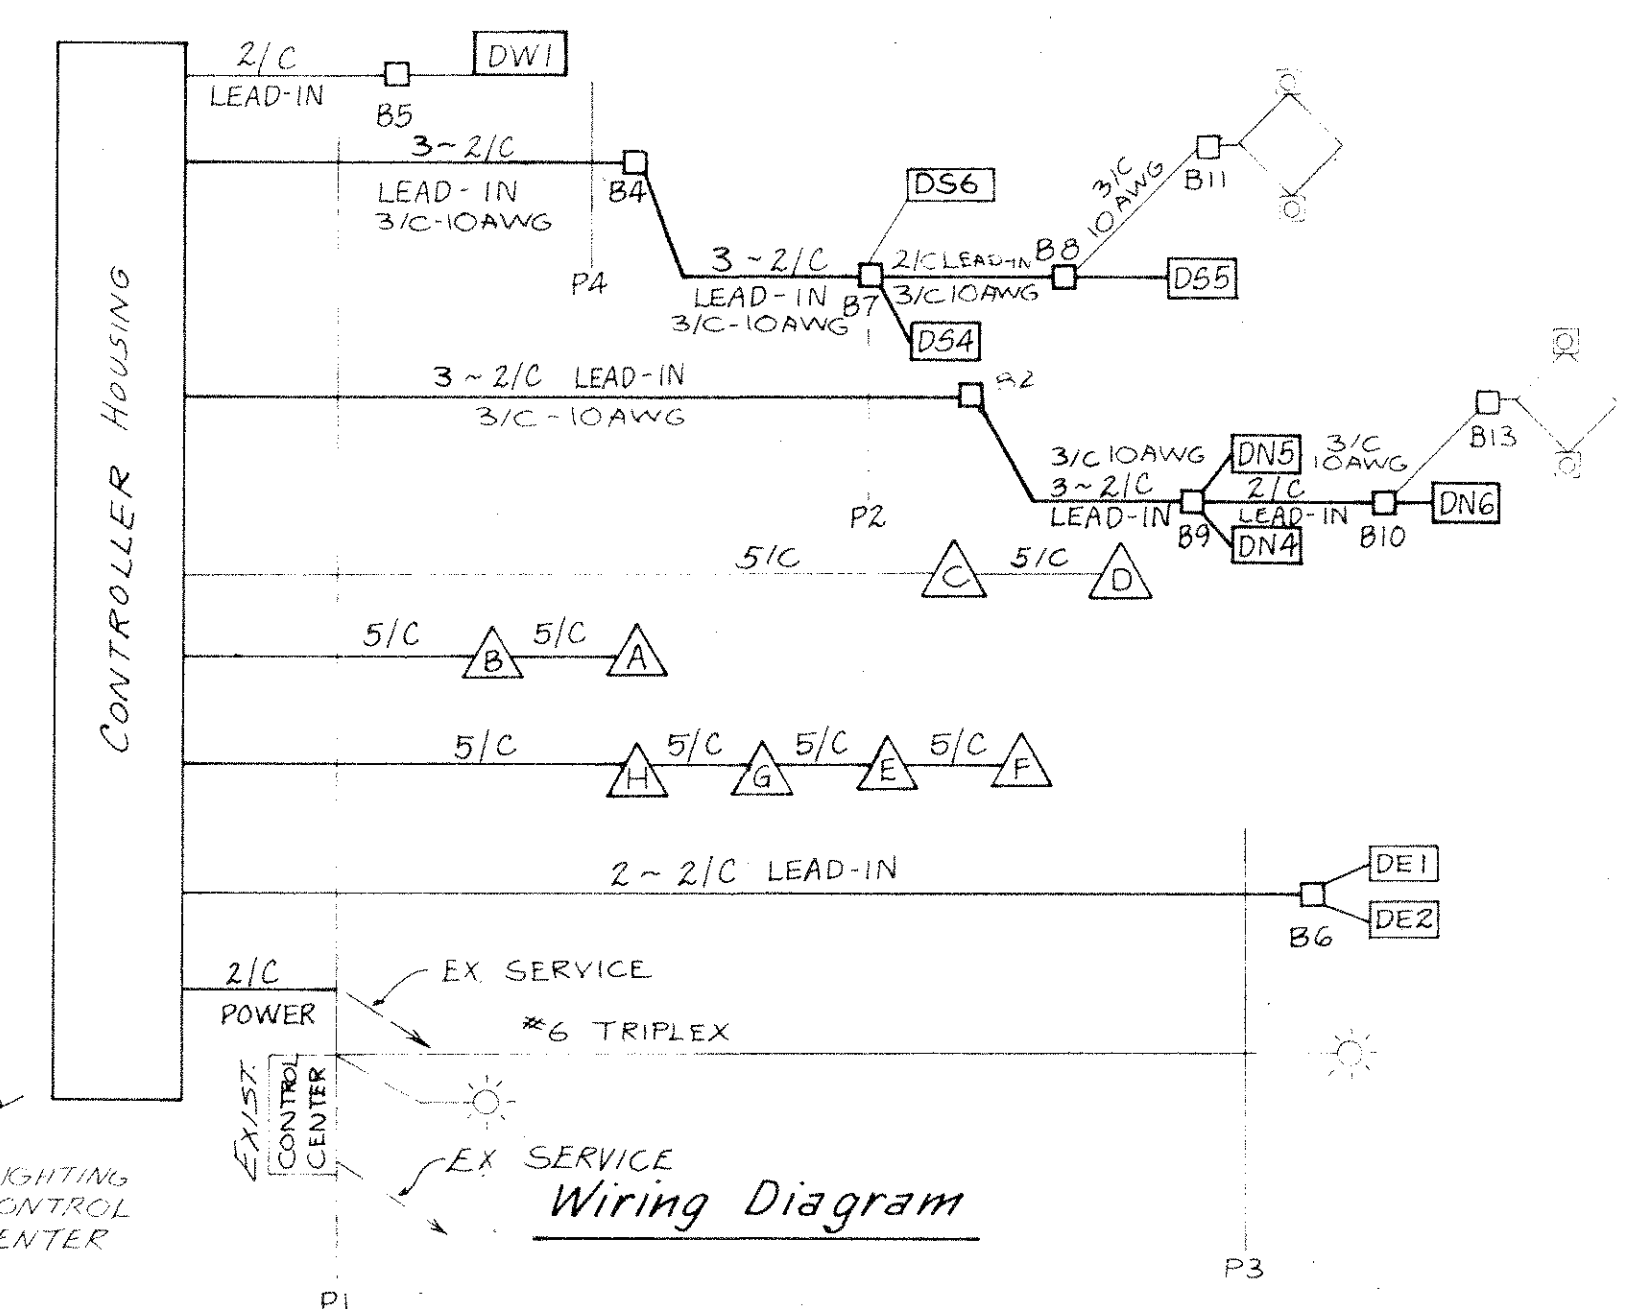 2/C
LEAD-IN
B5
DW1
3~2/C
LEAD-IN
3/C-10AWG
B4
P4
3~2/C
LEAD-IN
3/C-10AWG
B7
DS6
DS4
2/C LEAD-IN
3/C 10AWG
B8
DS5
3/C
10AWG
B11
3~2/C LEAD-IN
3/C-10AWG
B2
3/C 10AWG
3~2/C
LEAD-IN
B9
DN5
DN4
2/C
LEAD-IN
B10
DN6
3/C
10AWG
B13
P2
CONTROLLER HOUSING
5/C
C
5/C
D
5/C
B
5/C
A
5/C
H
5/C
G
5/C
E
5/C
F
2~2/C LEAD-IN
B6
DE1
DE2
2/C
POWER
EX SERVICE
#6 TRIPLEX
EXIST.
CONTROL
CENTER
EX SERVICE
IGHTING
ONTROL
ENTER
Wiring Diagram
P1
P3